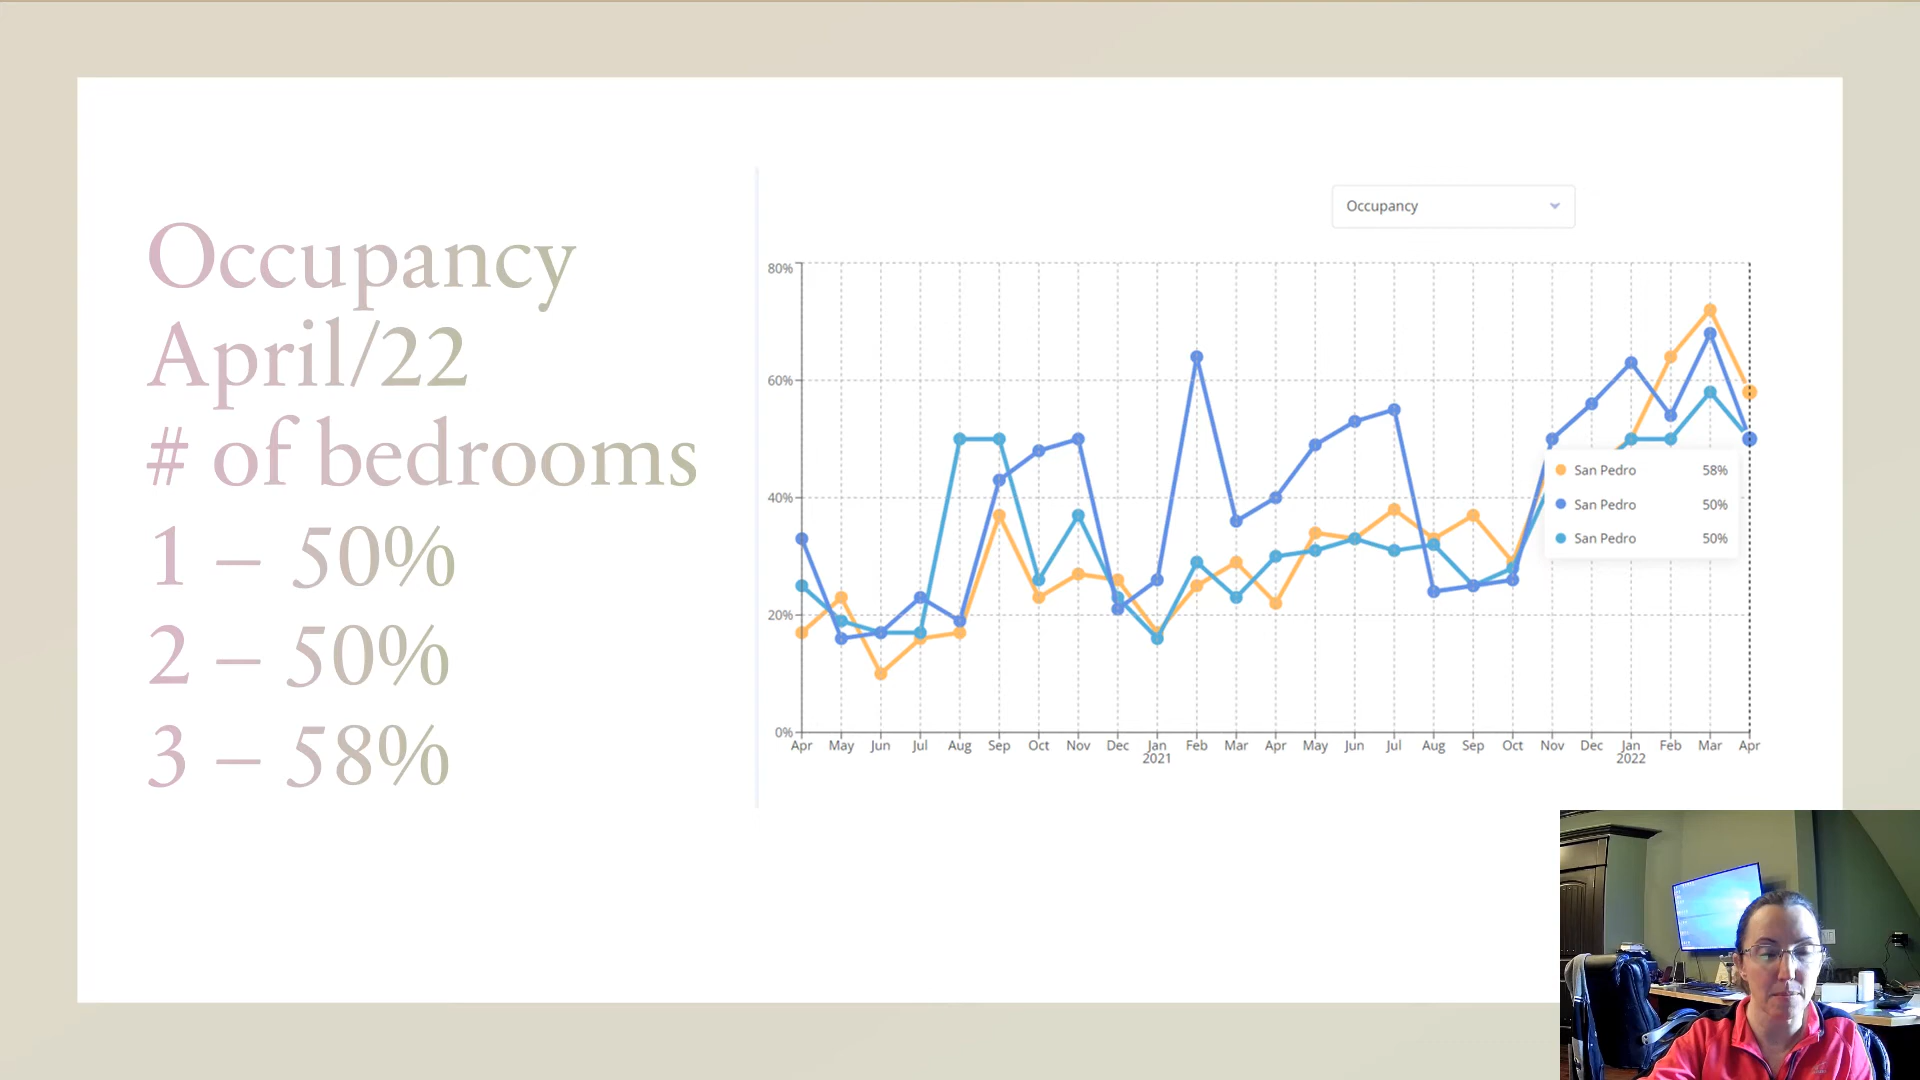 Occupancy
April/22
# of bedrooms
1 – 50%
2 – 50%
3 – 58%
Occupancy
80%
60%
40%
20%
0%
San Pedro 58%
San Pedro 50%
San Pedro 50%
Apr May Jun Jul Aug Sep Oct Nov Dec Jan Feb Mar Apr May Jun Jul Aug Sep Oct Nov Dec Jan Feb Mar Apr
2021 2022